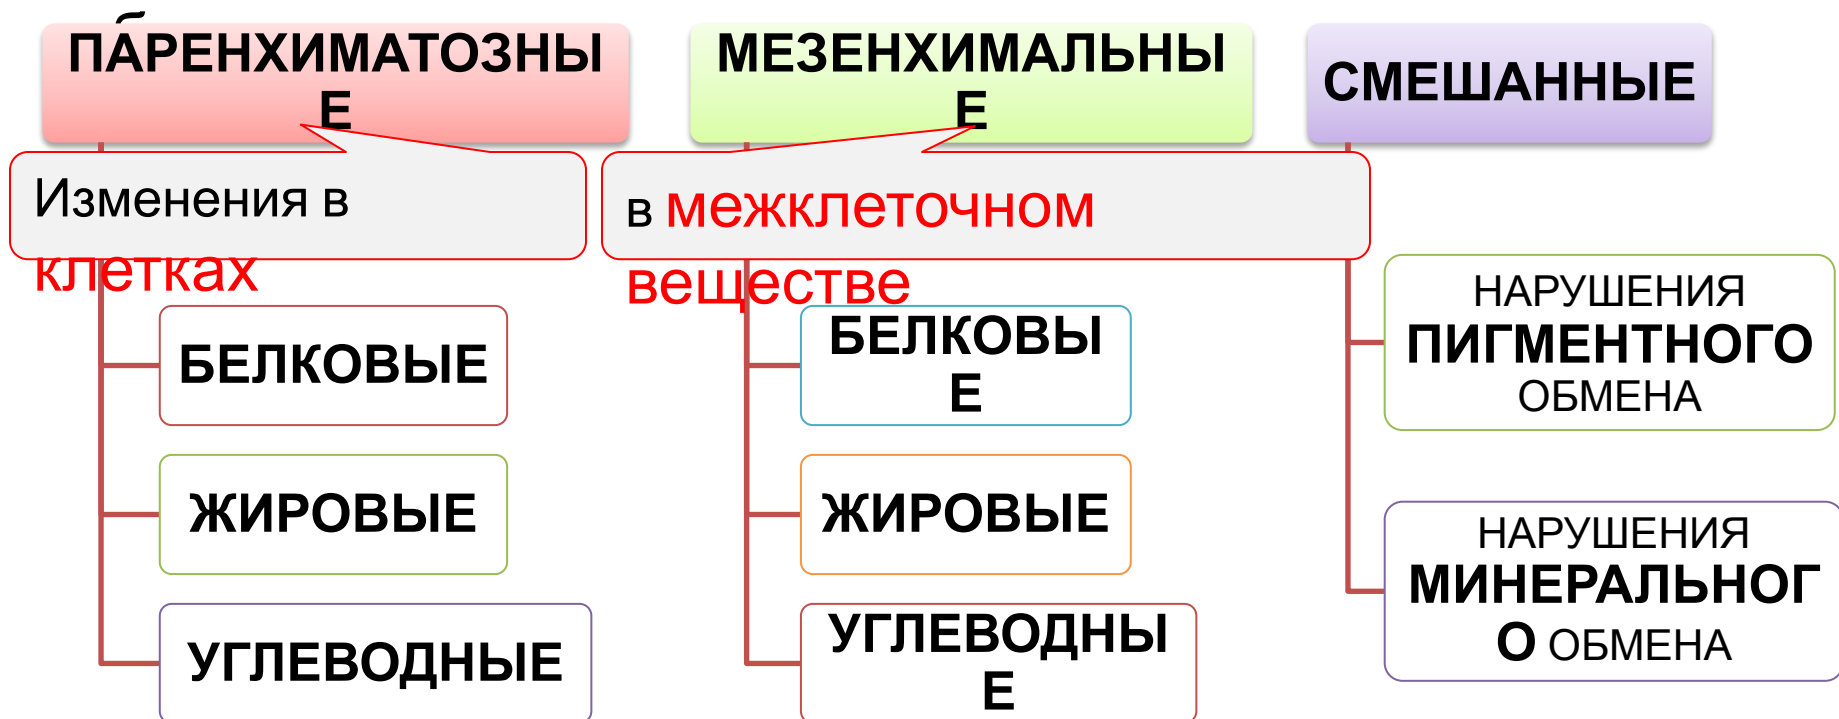 ПАРЕНХИМАТОЗНЫ
Е
Изменения в
клетках
БЕЛКОВЫЕ
ЖИРОВЫЕ
УГЛЕВОДНЫЕ
МЕЗЕНХИМАЛЬНЫ
Е
в межклеточном
веществе
БЕЛКОВЫ
Е
ЖИРОВЫЕ
УГЛЕВОДНЫ
Е
СМЕШАННЫЕ
НАРУШЕНИЯ
ПИГМЕНТНОГО
ОБМЕНА
НАРУШЕНИЯ
МИНЕРАЛЬНОГ
О ОБМЕНА